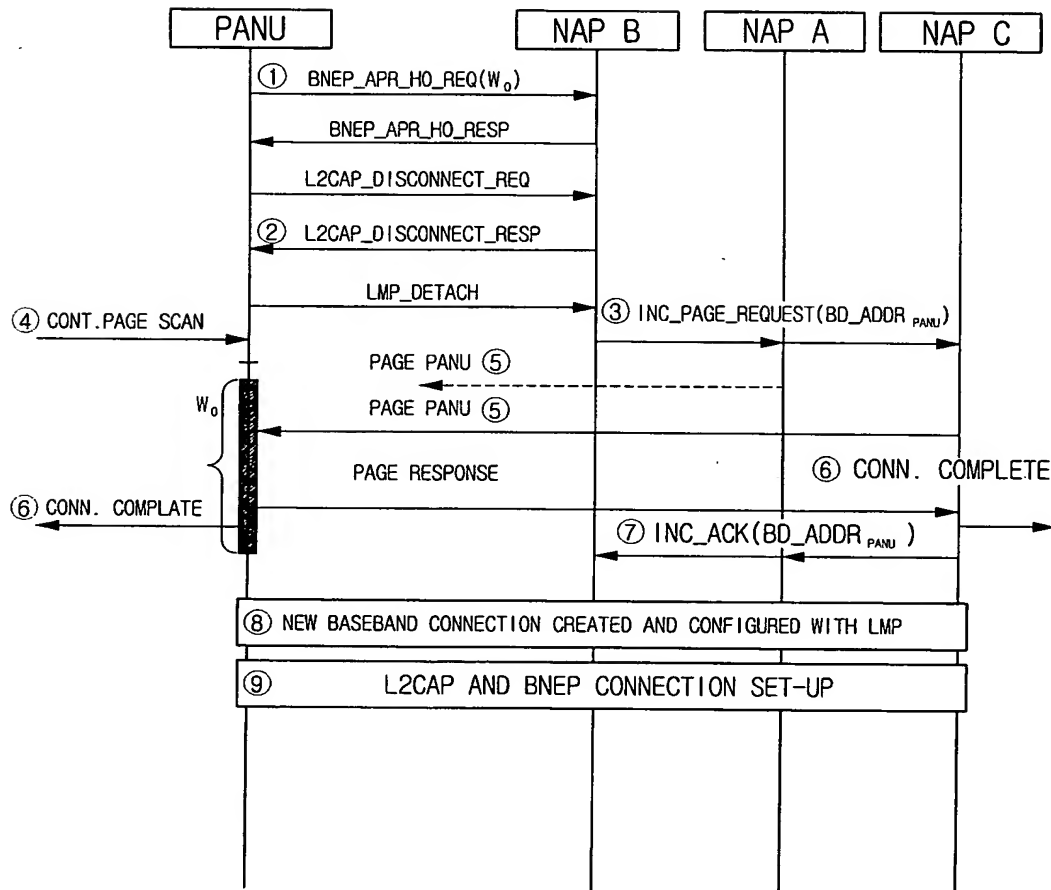 PANU NAP B NAP A NAP C
① BNEP_APR_HO_REQ(W₀)
BNEP_APR_HO_RESP
L2CAP_DISCONNECT_REQ
② L2CAP_DISCONNECT_RESP
LMP_DETACH
③ INC_PAGE_REQUEST(BD_ADDR PANU)
④ CONT.PAGE SCAN
PAGE PANU ⑤
W₀
PAGE PANU ⑤
PAGE RESPONSE
⑥ CONN. COMPLETE
⑥ CONN. COMPLATE
⑦ INC_ACK(BD_ADDR PANU )
⑧ NEW BASEBAND CONNECTION CREATED AND CONFIGURED WITH LMP
⑨ L2CAP AND BNEP CONNECTION SET-UP